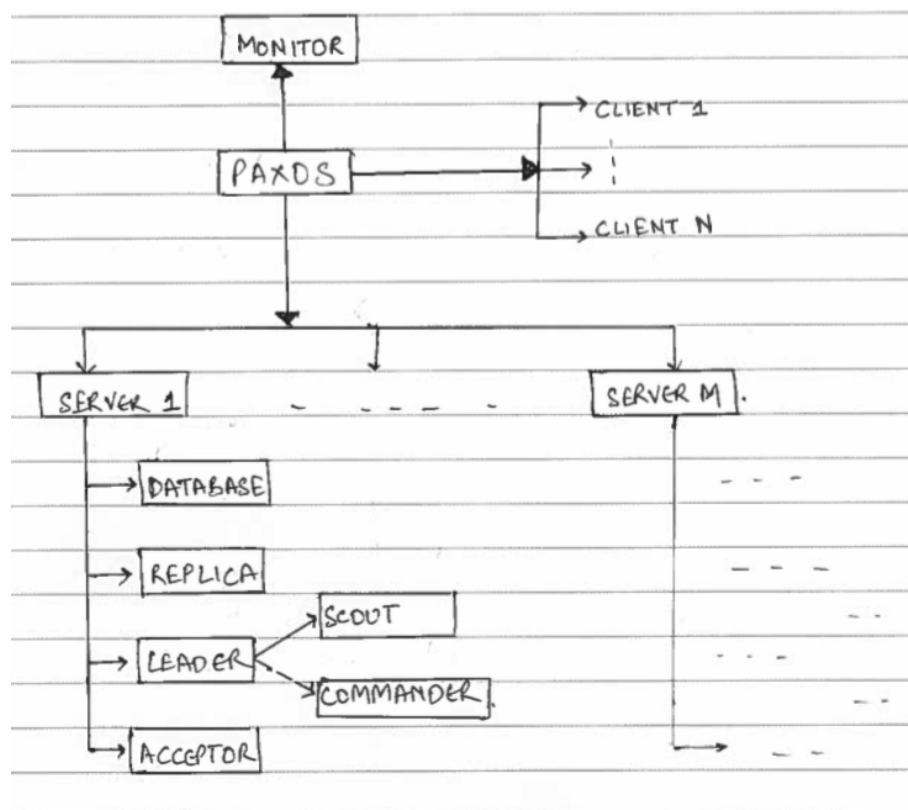 MONITOR
PAXOS
CLIENT 1
CLIENT N
SERVER 1
SERVER M.
DATABASE
REPLICA
SCOUT
LEADER
COMMANDER.
ACCEPTOR